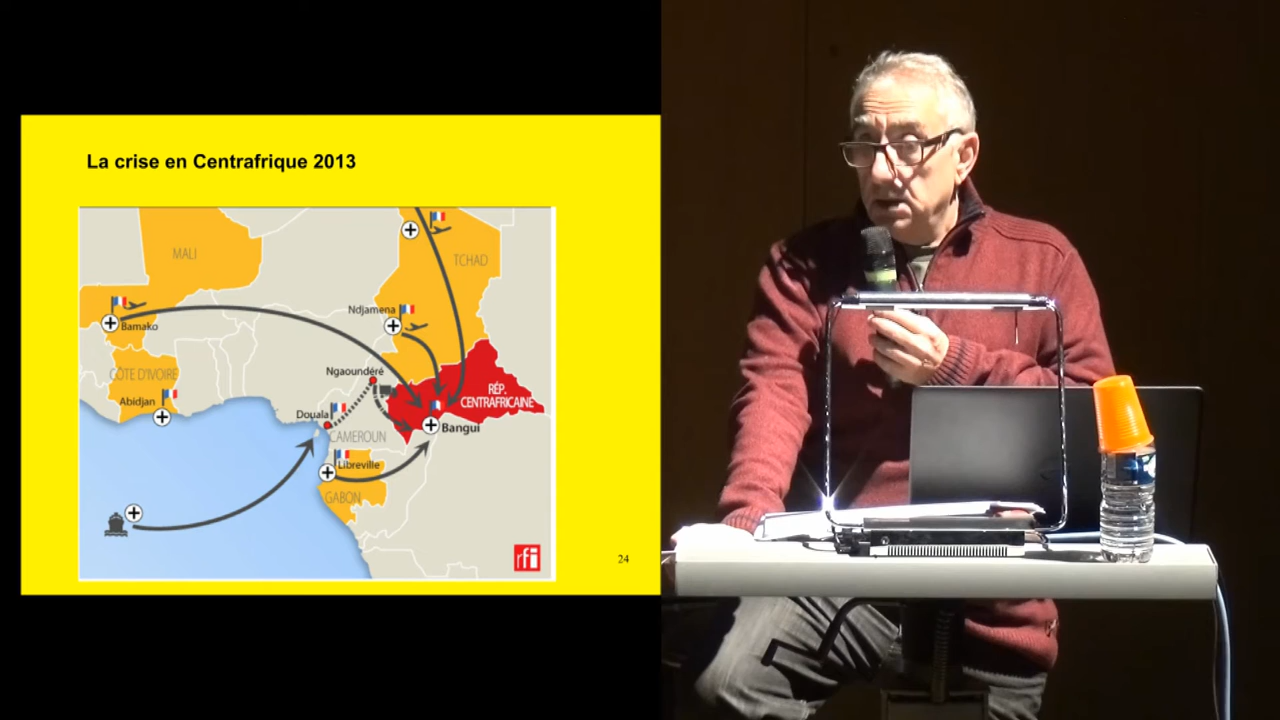 La crise en Centrafrique 2013
MALI
TCHAD
Ndjamena
Bamako
CÔTE D'IVOIRE
Ngaoundéré
RÉP.
CENTRAFRICAINE
Abidjan
Douala
CAMEROUN
Bangui
Libreville
GABON
rfi
24